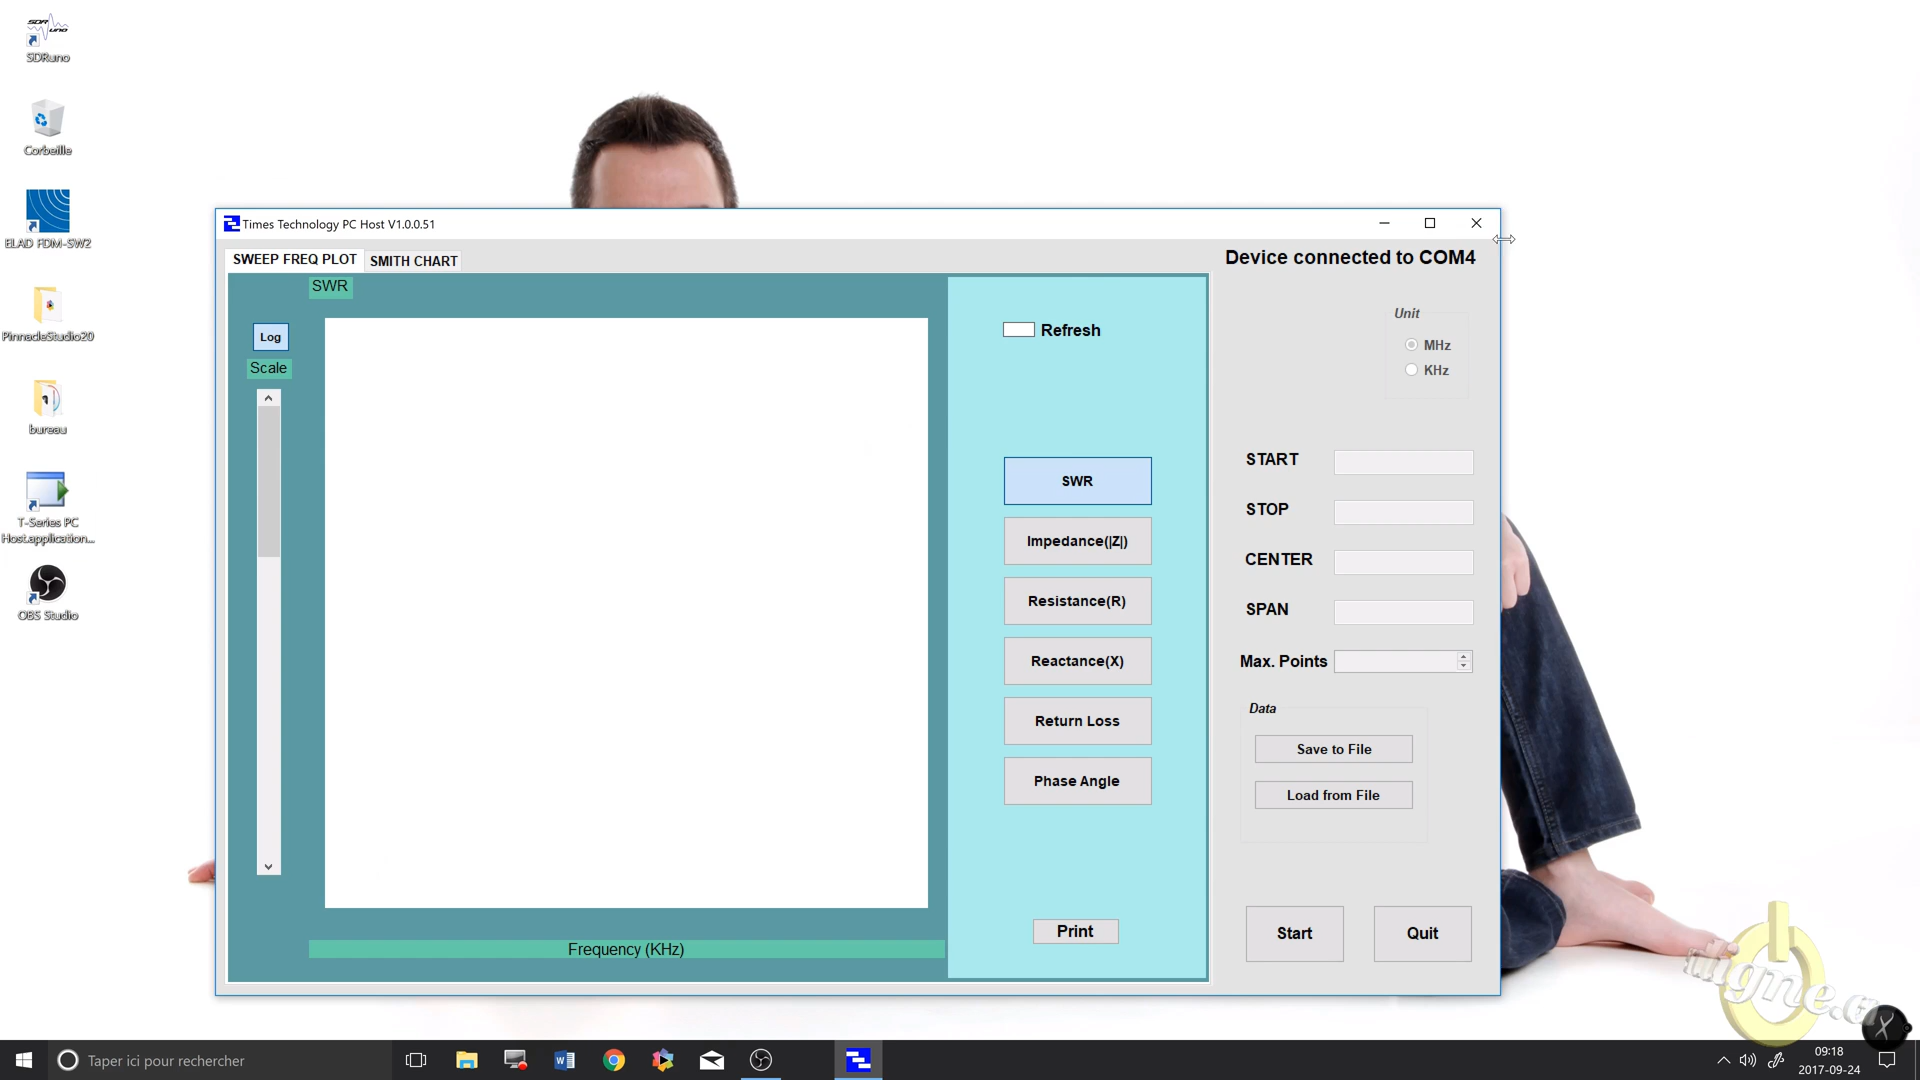 SDRuno
Corbeille
ELAD FDM-SW2
PinnacleStudio20
bureau
T-Series PC
Host.application...
OBS Studio
Times Technology PC Host V1.0.0.51
SWEEP FREQ PLOT
SMITH CHART
Device connected to COM4
SWR
Log
Scale
Frequency (KHz)
Refresh
SWR
Impedance(|Z|)
Resistance(R)
Reactance(X)
Return Loss
Phase Angle
Print
Unit
MHz
KHz
START
STOP
CENTER
SPAN
Max. Points
Data
Save to File
Load from File
Start
Quit
Taper ici pour rechercher
09:18
2017-09-24